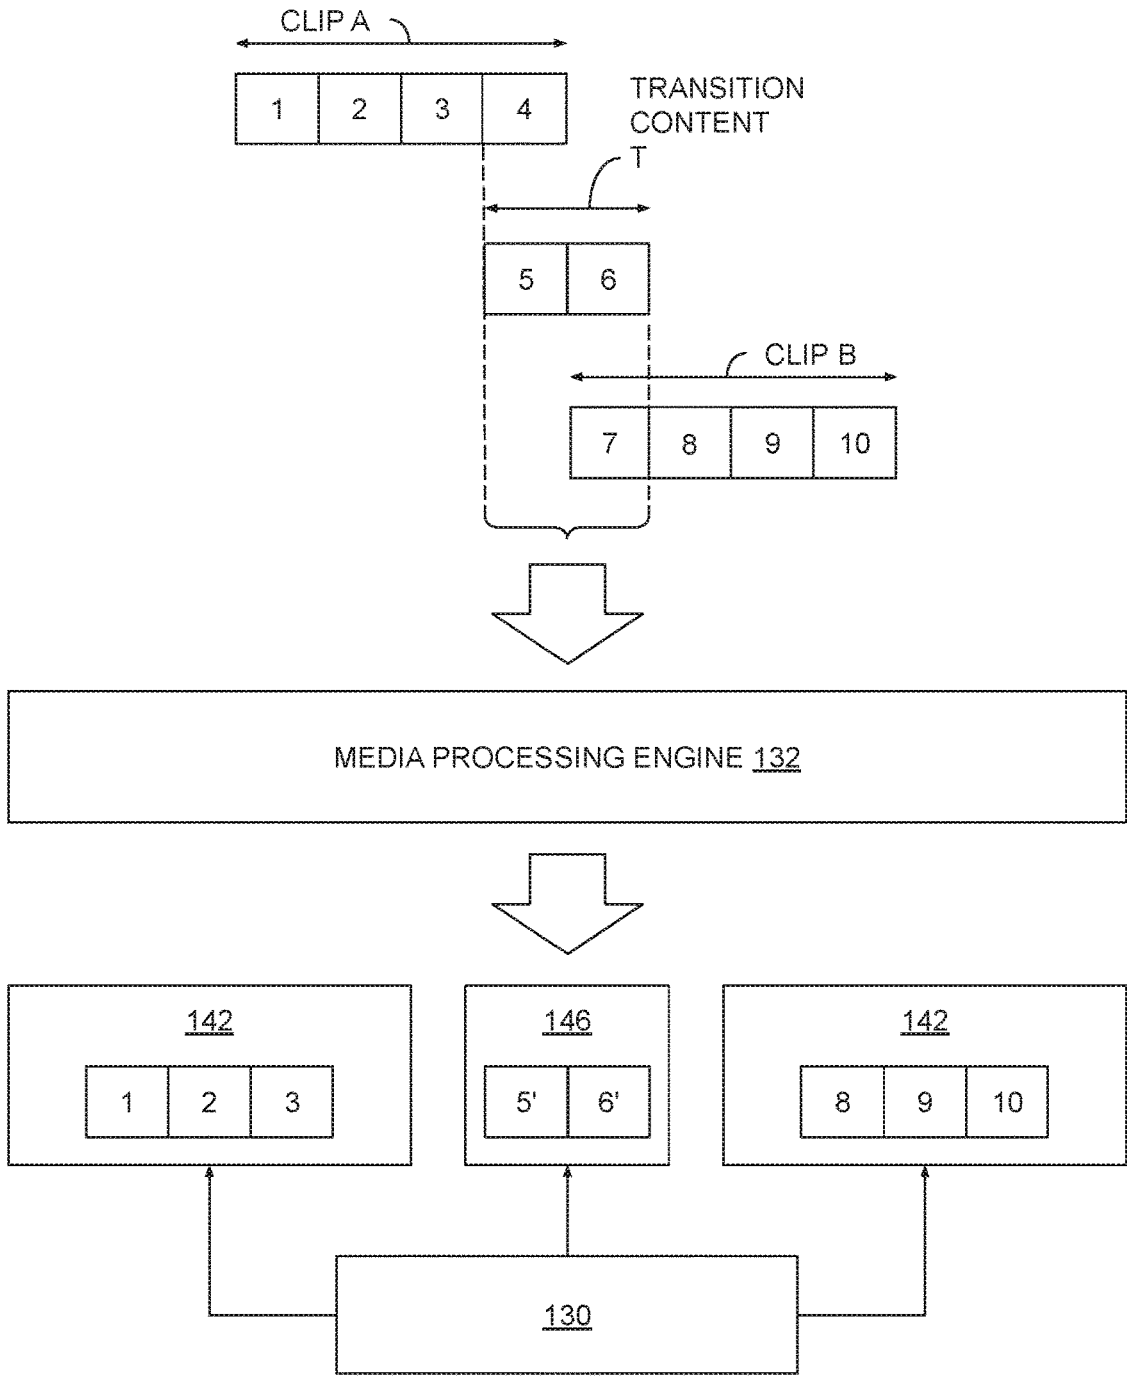 CLIP A
1 2 3 4
TRANSITION
CONTENT
T
5 6
CLIP B
7 8 9 10
MEDIA PROCESSING ENGINE 132
142 146 142
1 2 3 5' 6' 8 9 10
130